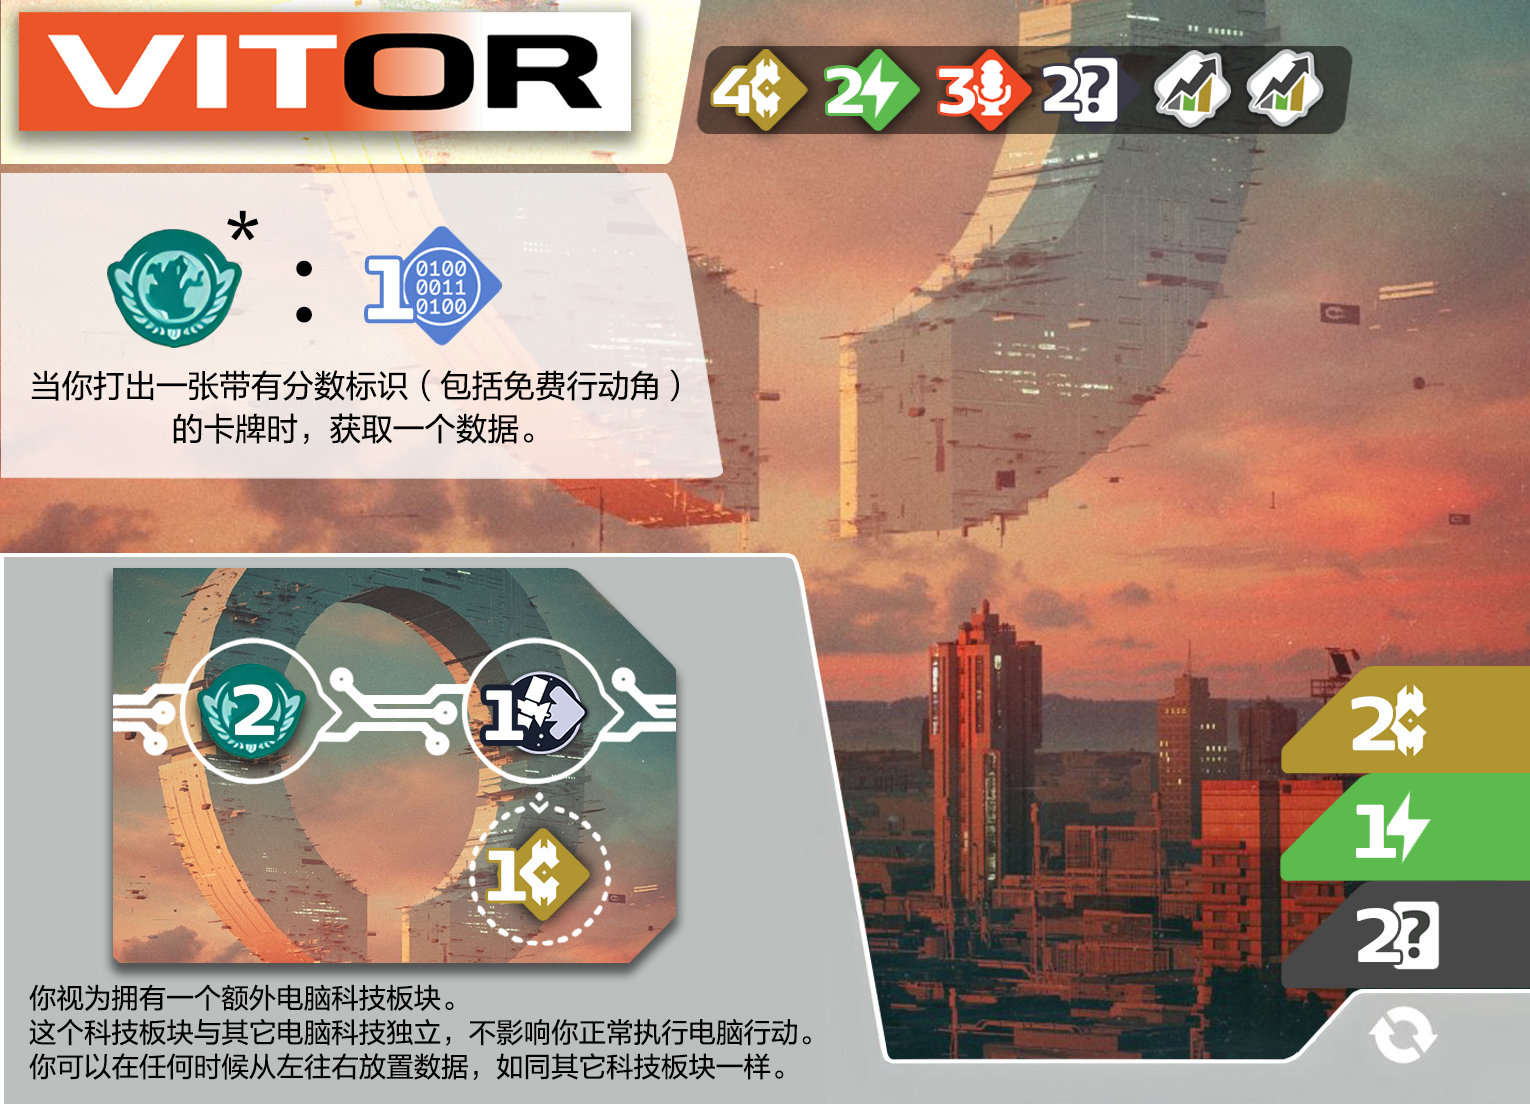 VITOR
4 2 3 2?
* : 1 0100
0011
0100
当你打出一张带有分数标识（包括免费行动角）
的卡牌时，获取一个数据。
2 1
1
你视为拥有一个额外电脑科技板块。
这个科技板块与其它电脑科技独立，不影响你正常执行电脑行动。
你可以在任何时候从左往右放置数据，如同其它科技板块一样。
2
1
2?